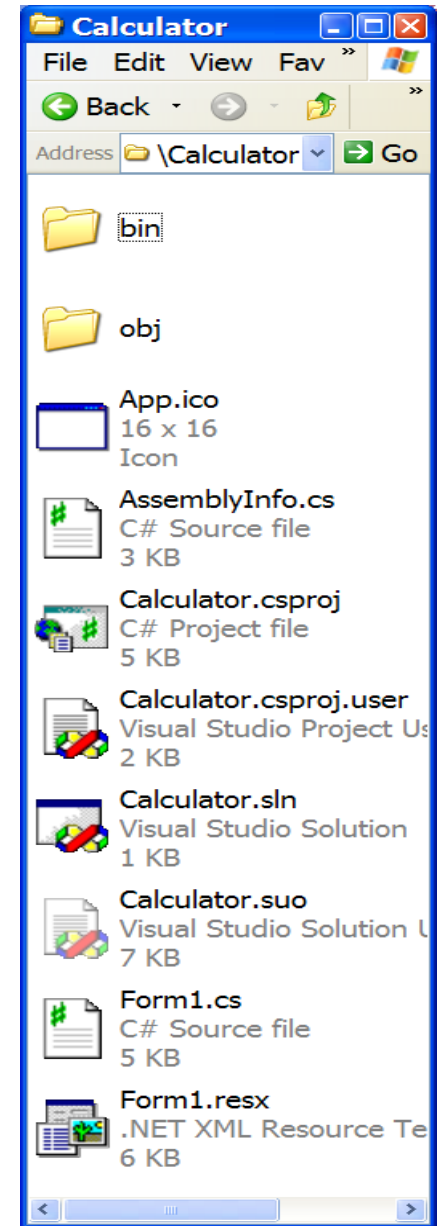 Calculator
File Edit View Fav »
Back »
Address \Calculator Go
bin
obj
App.ico
16 x 16
Icon
AssemblyInfo.cs
C# Source file
3 KB
Calculator.csproj
C# Project file
5 KB
Calculator.csproj.user
Visual Studio Project Us
2 KB
Calculator.sln
Visual Studio Solution
1 KB
Calculator.suo
Visual Studio Solution U
7 KB
Form1.cs
C# Source file
5 KB
Form1.resx
.NET XML Resource Te
6 KB